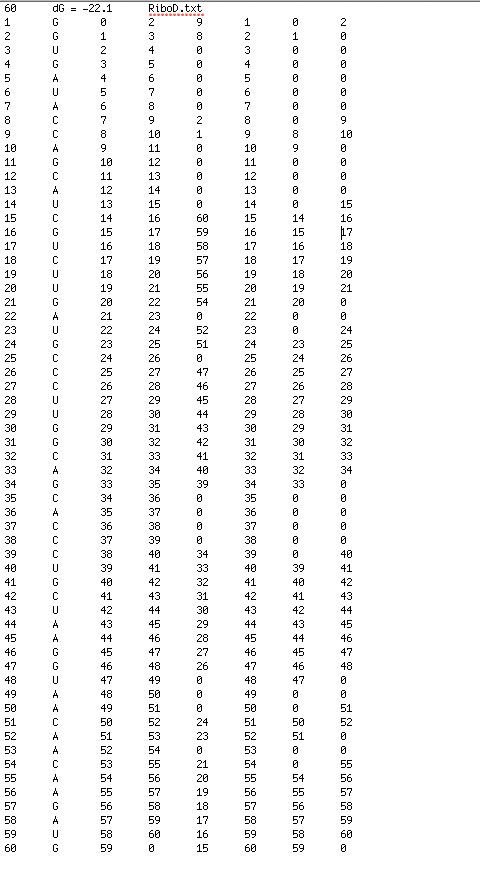 60 dG = -22.1 RiboD.txt
1 G 0 2 9 1 0 2
2 G 1 3 8 2 1 0
3 U 2 4 0 3 0 0
4 G 3 5 0 4 0 0
5 A 4 6 0 5 0 0
6 U 5 7 0 6 0 0
7 A 6 8 0 7 0 0
8 C 7 9 2 8 0 9
9 C 8 10 1 9 8 10
10 A 9 11 0 10 9 0
11 G 10 12 0 11 0 0
12 C 11 13 0 12 0 0
13 A 12 14 0 13 0 0
14 U 13 15 0 14 0 15
15 C 14 16 60 15 14 16
16 G 15 17 59 16 15 17
17 U 16 18 58 17 16 18
18 C 17 19 57 18 17 19
19 U 18 20 56 19 18 20
20 U 19 21 55 20 19 21
21 G 20 22 54 21 20 0
22 A 21 23 0 22 0 0
23 U 22 24 52 23 0 24
24 G 23 25 51 24 23 25
25 C 24 26 0 25 24 26
26 C 25 27 47 26 25 27
27 C 26 28 46 27 26 28
28 U 27 29 45 28 27 29
29 U 28 30 44 29 28 30
30 G 29 31 43 30 29 31
31 G 30 32 42 31 30 32
32 C 31 33 41 32 31 33
33 A 32 34 40 33 32 34
34 G 33 35 39 34 33 0
35 C 34 36 0 35 0 0
36 A 35 37 0 36 0 0
37 C 36 38 0 37 0 0
38 C 37 39 0 38 0 0
39 C 38 40 34 39 0 40
40 U 39 41 33 40 39 41
41 G 40 42 32 41 40 42
42 C 41 43 31 42 41 43
43 U 42 44 30 43 42 44
44 A 43 45 29 44 43 45
45 A 44 46 28 45 44 46
46 G 45 47 27 46 45 47
47 G 46 48 26 47 46 48
48 U 47 49 0 48 47 0
49 A 48 50 0 49 0 0
50 A 49 51 0 50 0 51
51 C 50 52 24 51 50 52
52 A 51 53 23 52 51 0
53 A 52 54 0 53 0 0
54 C 53 55 21 54 0 55
55 A 54 56 20 55 54 56
56 A 55 57 19 56 55 57
57 G 56 58 18 57 56 58
58 A 57 59 17 58 57 59
59 U 58 60 16 59 58 60
60 G 59 0 15 60 59 0